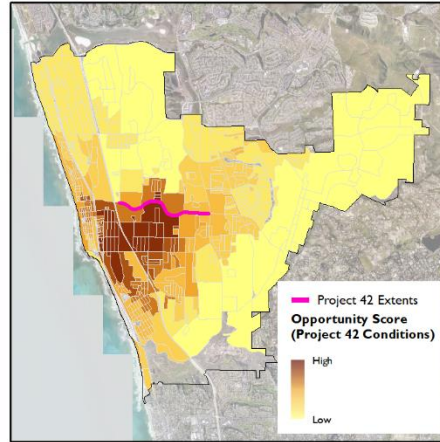 Project 42 Extents
Opportunity Score
(Project 42 Conditions)
High
Low